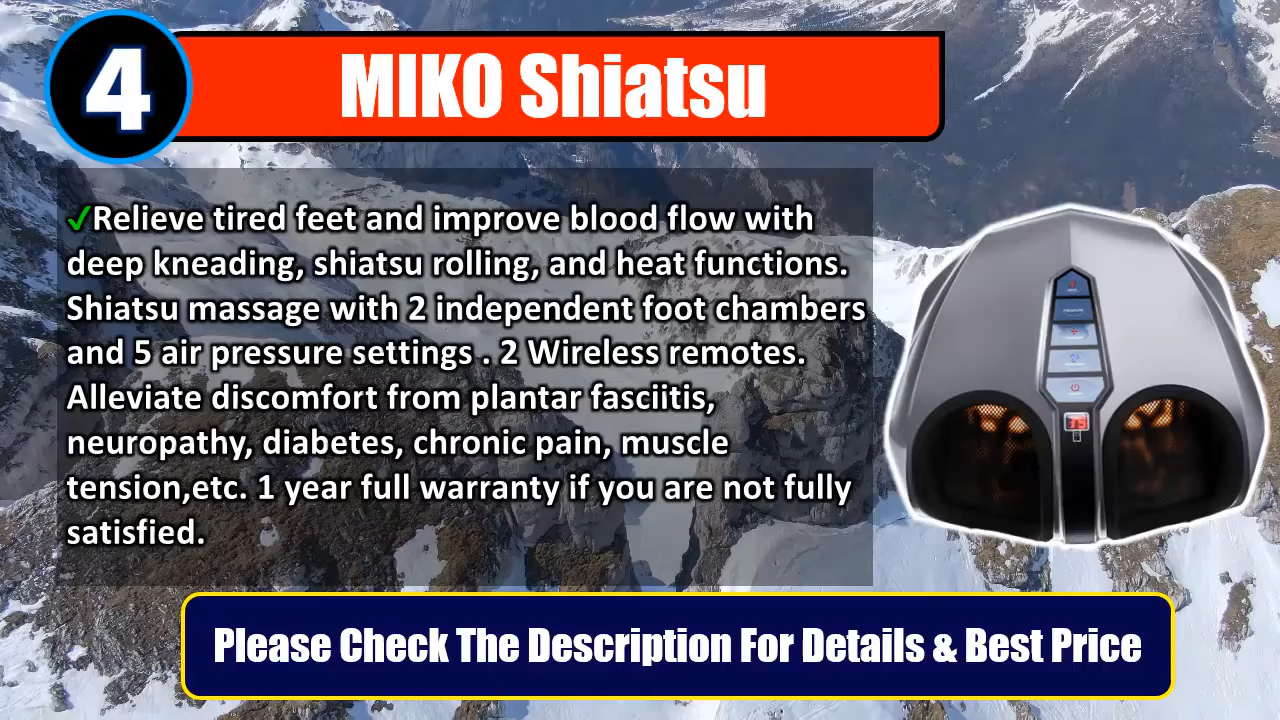 4
MIKO Shiatsu
✓Relieve tired feet and improve blood flow with
deep kneading, shiatsu rolling, and heat functions.
Shiatsu massage with 2 independent foot chambers
and 5 air pressure settings . 2 Wireless remotes.
Alleviate discomfort from plantar fasciitis,
neuropathy, diabetes, chronic pain, muscle
tension,etc. 1 year full warranty if you are not fully
satisfied.
15
Please Check The Description For Details & Best Price